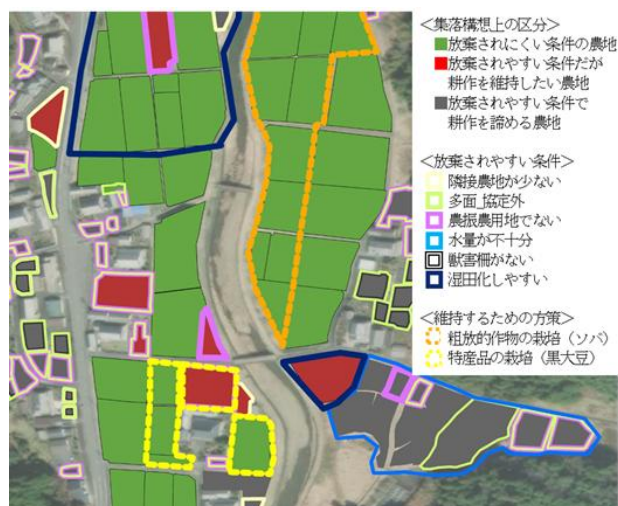 <集落構想上の区分>
放棄されにくい条件の農地
放棄されやすい条件だが
耕作を維持したい農地
放棄されやすい条件で
耕作を諦める農地
<放棄されやすい条件>
隣接農地が少ない
多面_協定外
農振農用地でない
水量が不十分
獣害柵がない
湿田化しやすい
<維持するための方策>
粗放的作物の栽培（ソバ）
特産品の栽培（黒大豆）